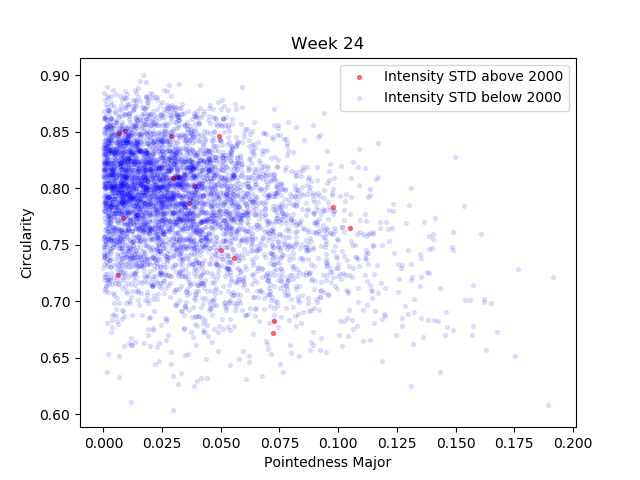 Week 24
Intensity STD above 2000
Intensity STD below 2000
0.90
0.85
0.80
0.75
0.70
0.65
0.60
Circularity
0.000 0.025 0.050 0.075 0.100 0.125 0.150 0.175 0.200
Pointedness Major